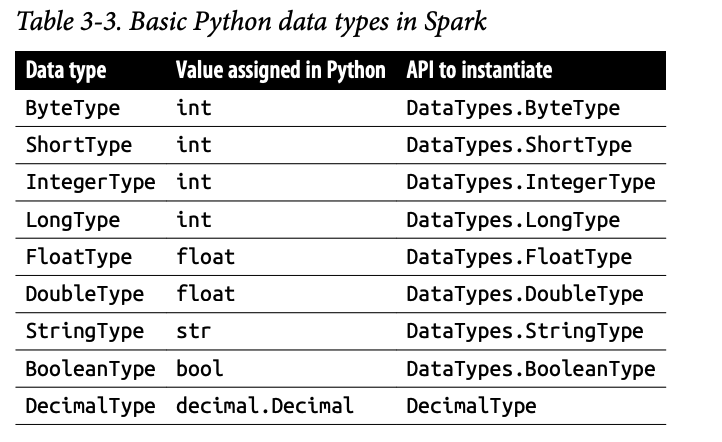 Table 3-3. Basic Python data types in Spark
Data type Value assigned in Python API to instantiate
ByteType int DataTypes.ByteType
ShortType int DataTypes.ShortType
IntegerType int DataTypes.IntegerType
LongType int DataTypes.LongType
FloatType float DataTypes.FloatType
DoubleType float DataTypes.DoubleType
StringType str DataTypes.StringType
BooleanType bool DataTypes.BooleanType
DecimalType decimal.Decimal DecimalType